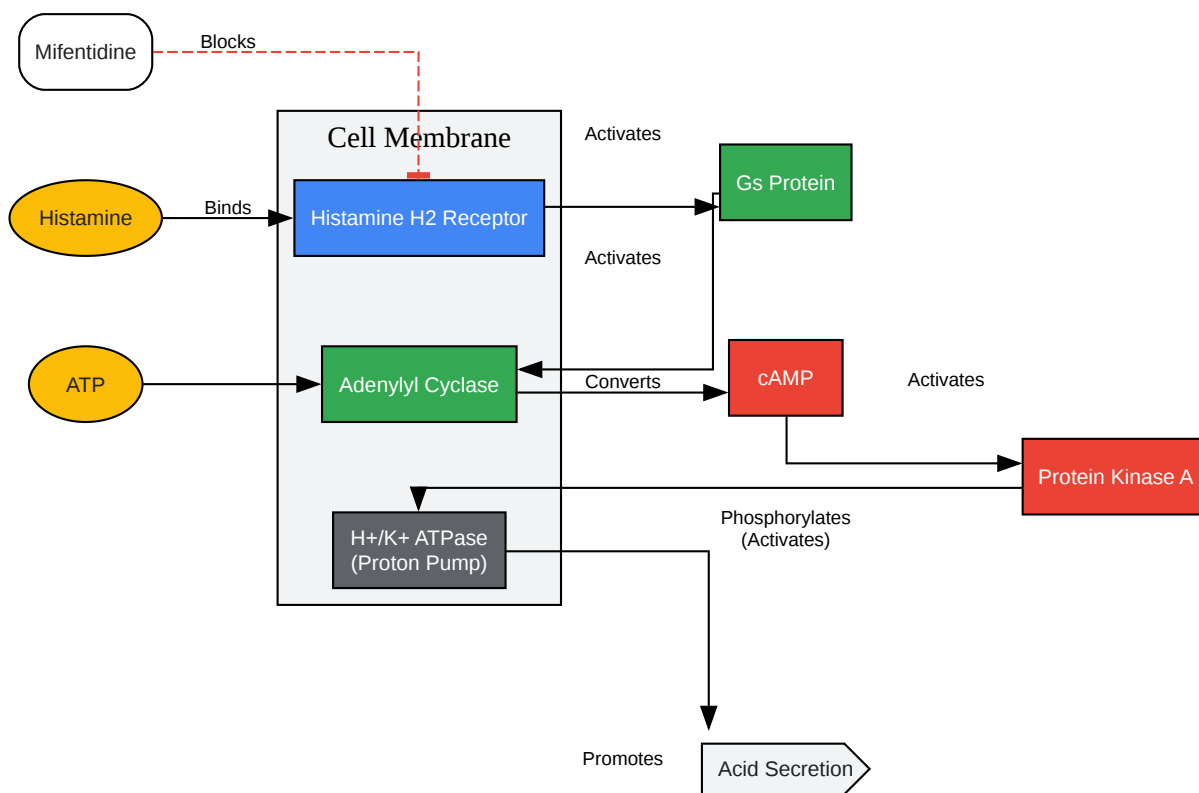 Mifentidine
Blocks
Cell Membrane
Activates
Gs Protein
Histamine
Binds
Histamine H2 Receptor
Activates
ATP
Adenylyl Cyclase
Converts
cAMP
Activates
Protein Kinase A
Phosphorylates
(Activates)
H+/K+ ATPase
(Proton Pump)
Promotes
Acid Secretion